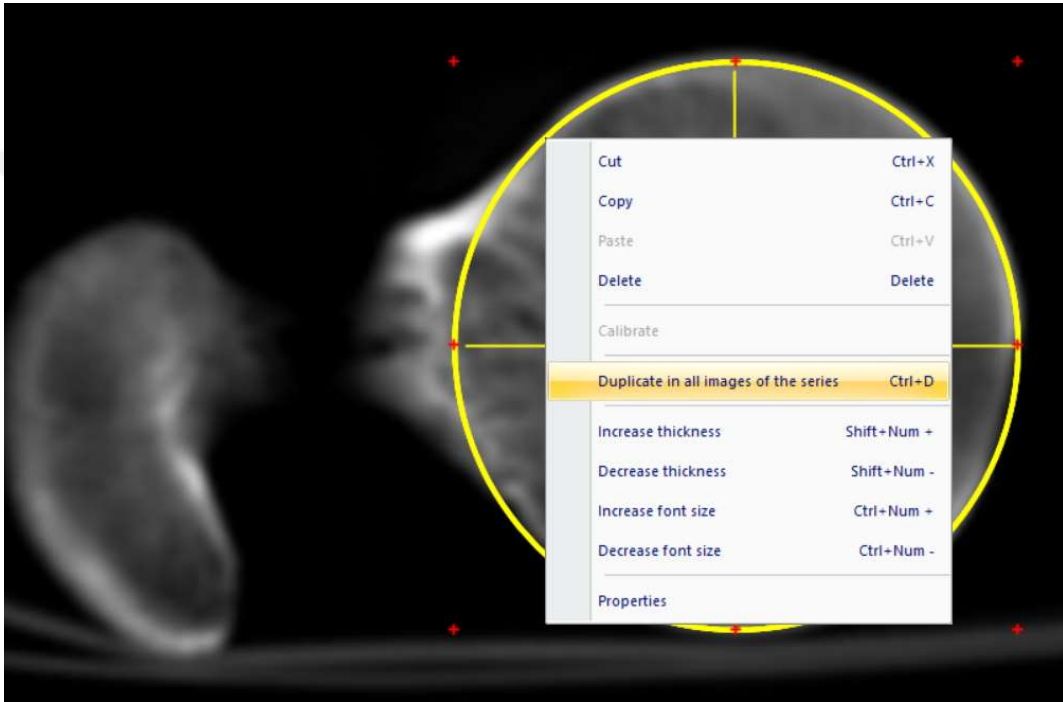 Cut Ctrl+X
Copy Ctrl+C
Paste Ctrl+V
Delete Delete
Calibrate
Duplicate in all images of the series Ctrl+D
Increase thickness Shift+Num +
Decrease thickness Shift+Num -
Increase font size Ctrl+Num +
Decrease font size Ctrl+Num -
Properties